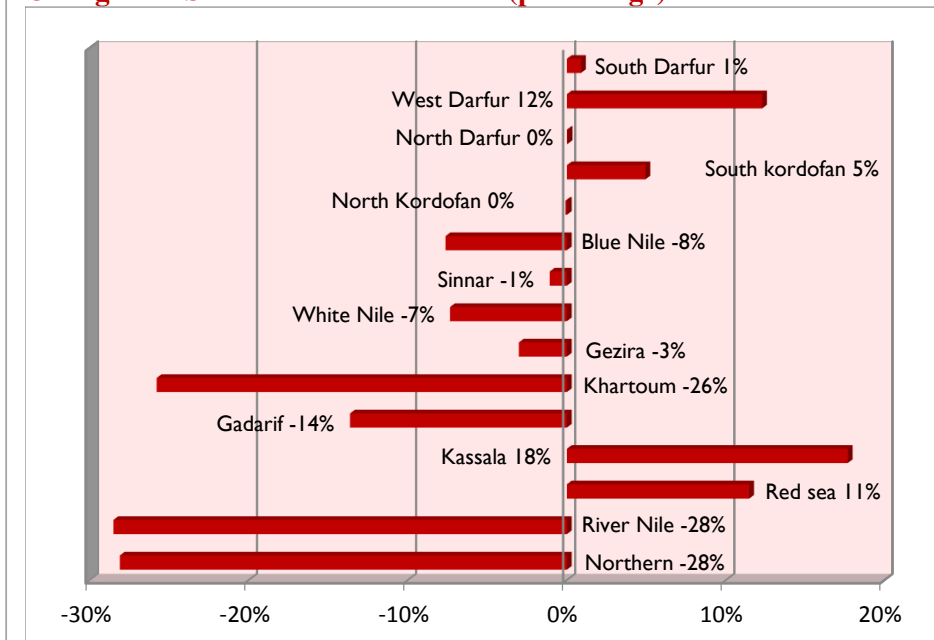 South Darfur 1%
West Darfur 12%
North Darfur 0%
South kordofan 5%
North Kordofan 0%
Blue Nile -8%
Sinnar -1%
White Nile -7%
Gezira -3%
Khartoum -26%
Gadarif -14%
Kassala 18%
Red sea 11%
River Nile -28%
Northern -28%
-30% -20% -10% 0% 10% 20%